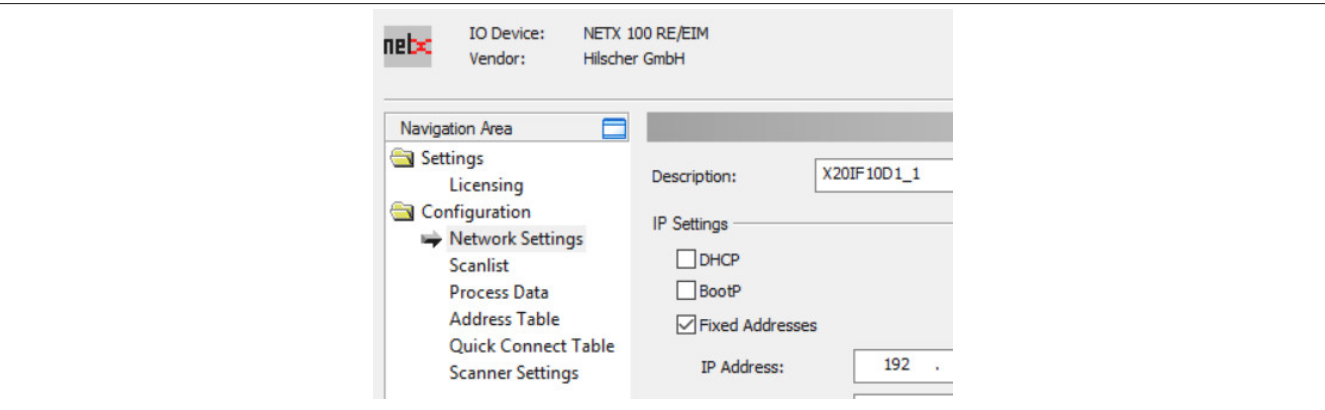 netx
IO Device: NETX 100 RE/EIM
Vendor: Hilscher GmbH
Navigation Area
Settings
Licensing
Configuration
Network Settings
Scanlist
Process Data
Address Table
Quick Connect Table
Scanner Settings
Description: X20IF10D1_1
IP Settings
DHCP
BootP
Fixed Addresses
IP Address: 192 .